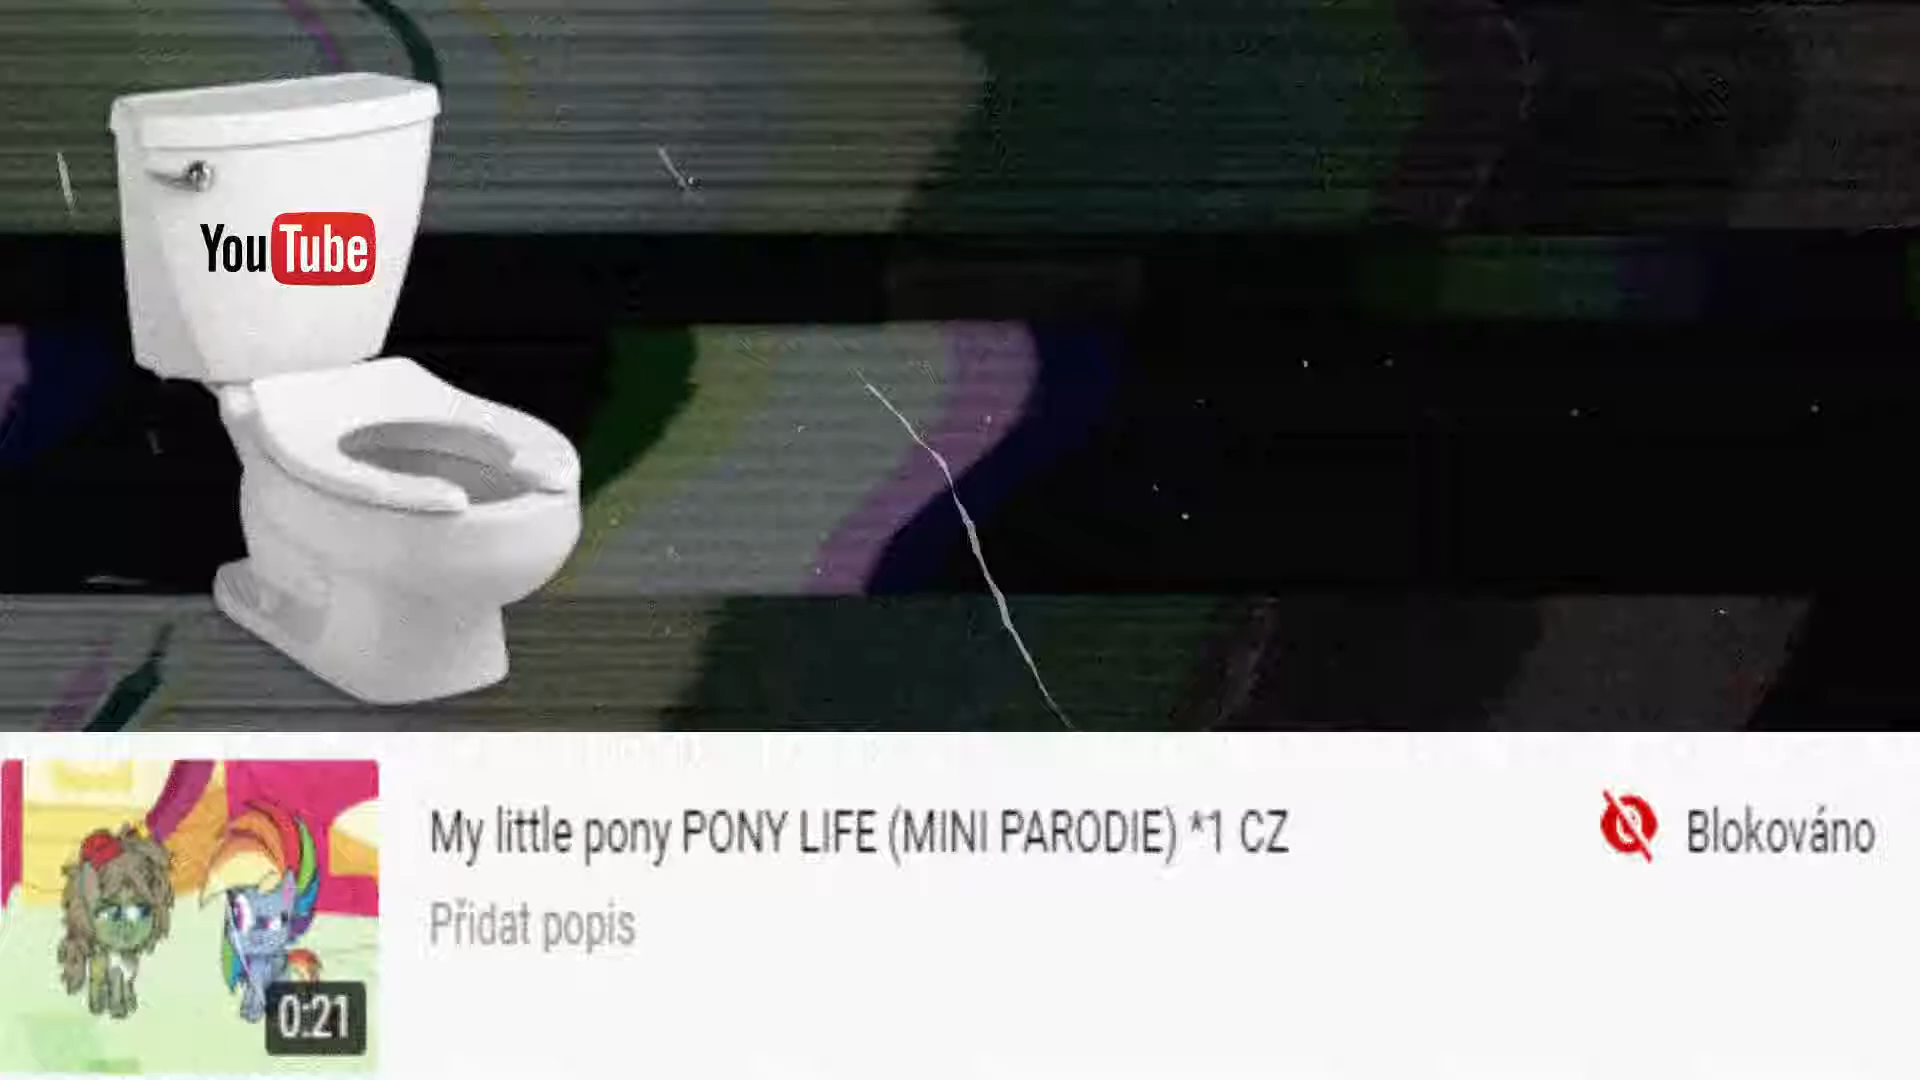 YouTube
My little pony PONY LIFE (MINI PARODIE) *1 CZ
Blokováno
Přidat popis
0:21